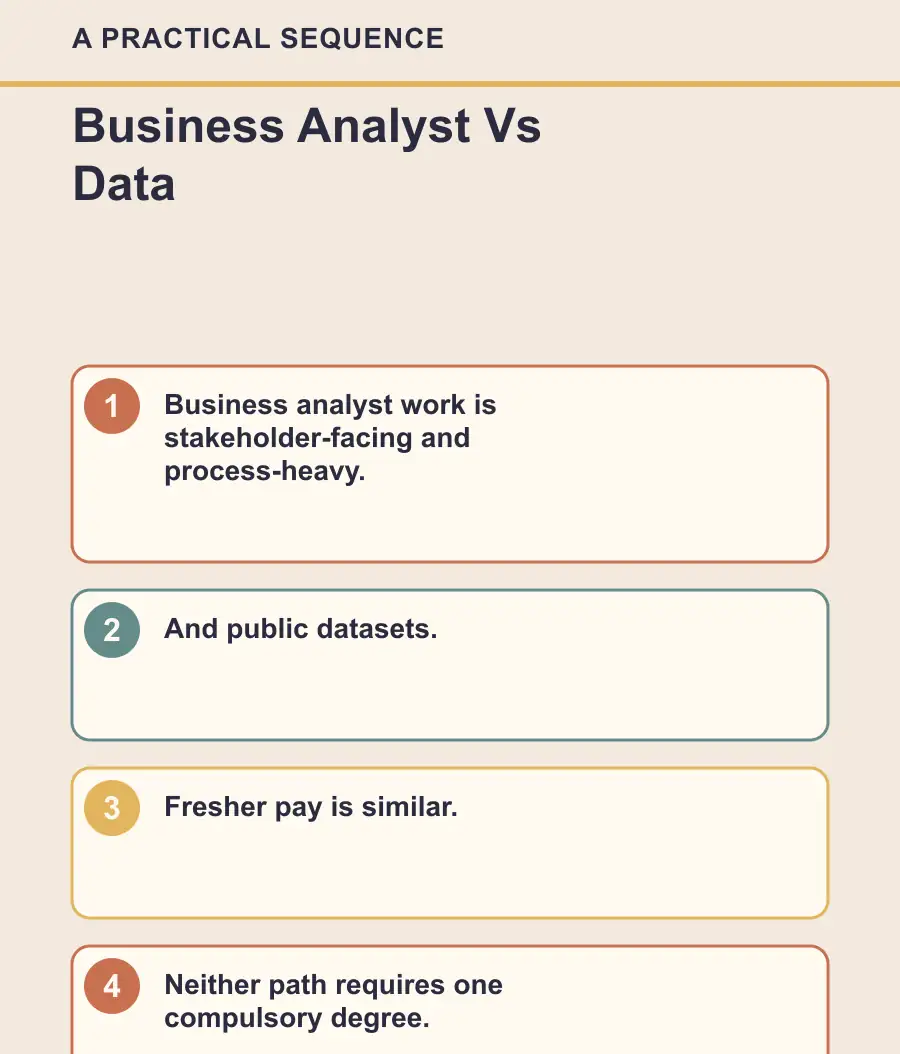 A PRACTICAL SEQUENCE
Business Analyst Vs
Data
1
Business analyst work is
stakeholder-facing and
process-heavy.
2
And public datasets.
3
Fresher pay is similar.
4
Neither path requires one
compulsory degree.